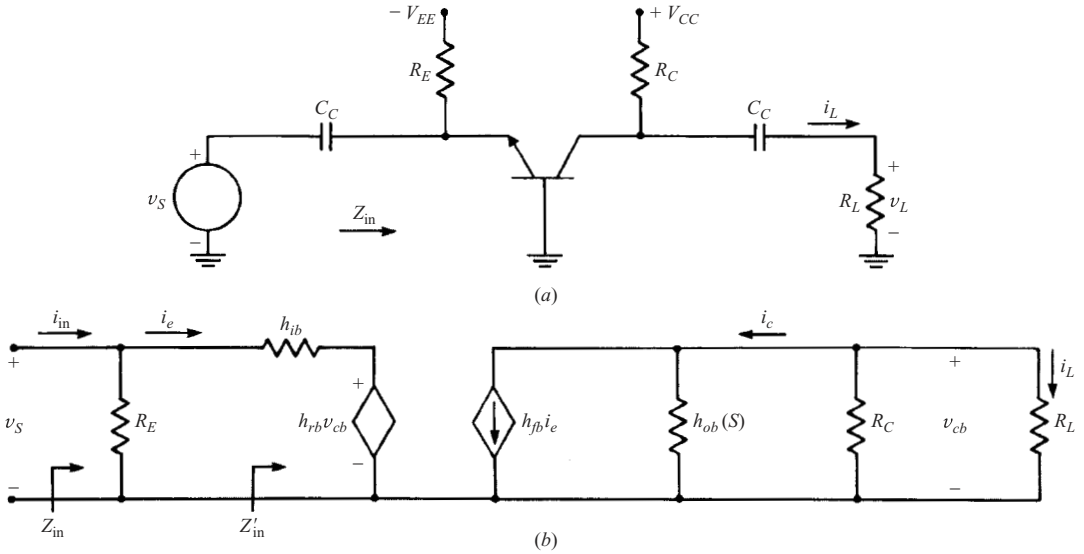 − V_EE + V_CC
R_E R_C
C_C C_C i_L
+ +
v_S Z_in R_L v_L
− −
(a)
i_in i_e h_ib i_c
+ + + i_L
v_S R_E h_rb v_cb h_fb i_e h_ob (S) R_C v_cb R_L
− − −
Z_in Z'_in
(b)